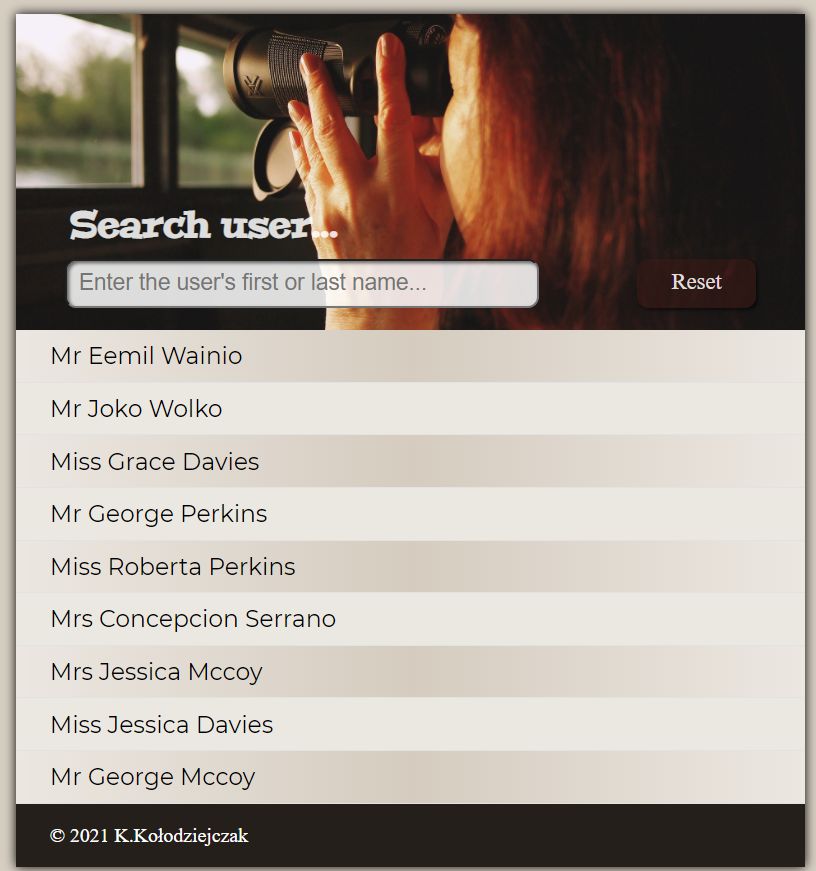 Search user...
Enter the user's first or last name...
Reset
Mr Eemil Wainio
Mr Joko Wolko
Miss Grace Davies
Mr George Perkins
Miss Roberta Perkins
Mrs Concepcion Serrano
Mrs Jessica Mccoy
Miss Jessica Davies
Mr George Mccoy
© 2021 K.Kołodziejczak